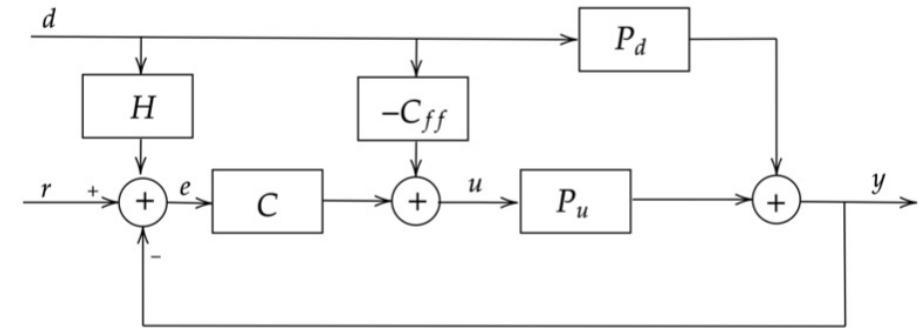 d
P_d
H
−C_ff
r + + e C + u P_u + y
−